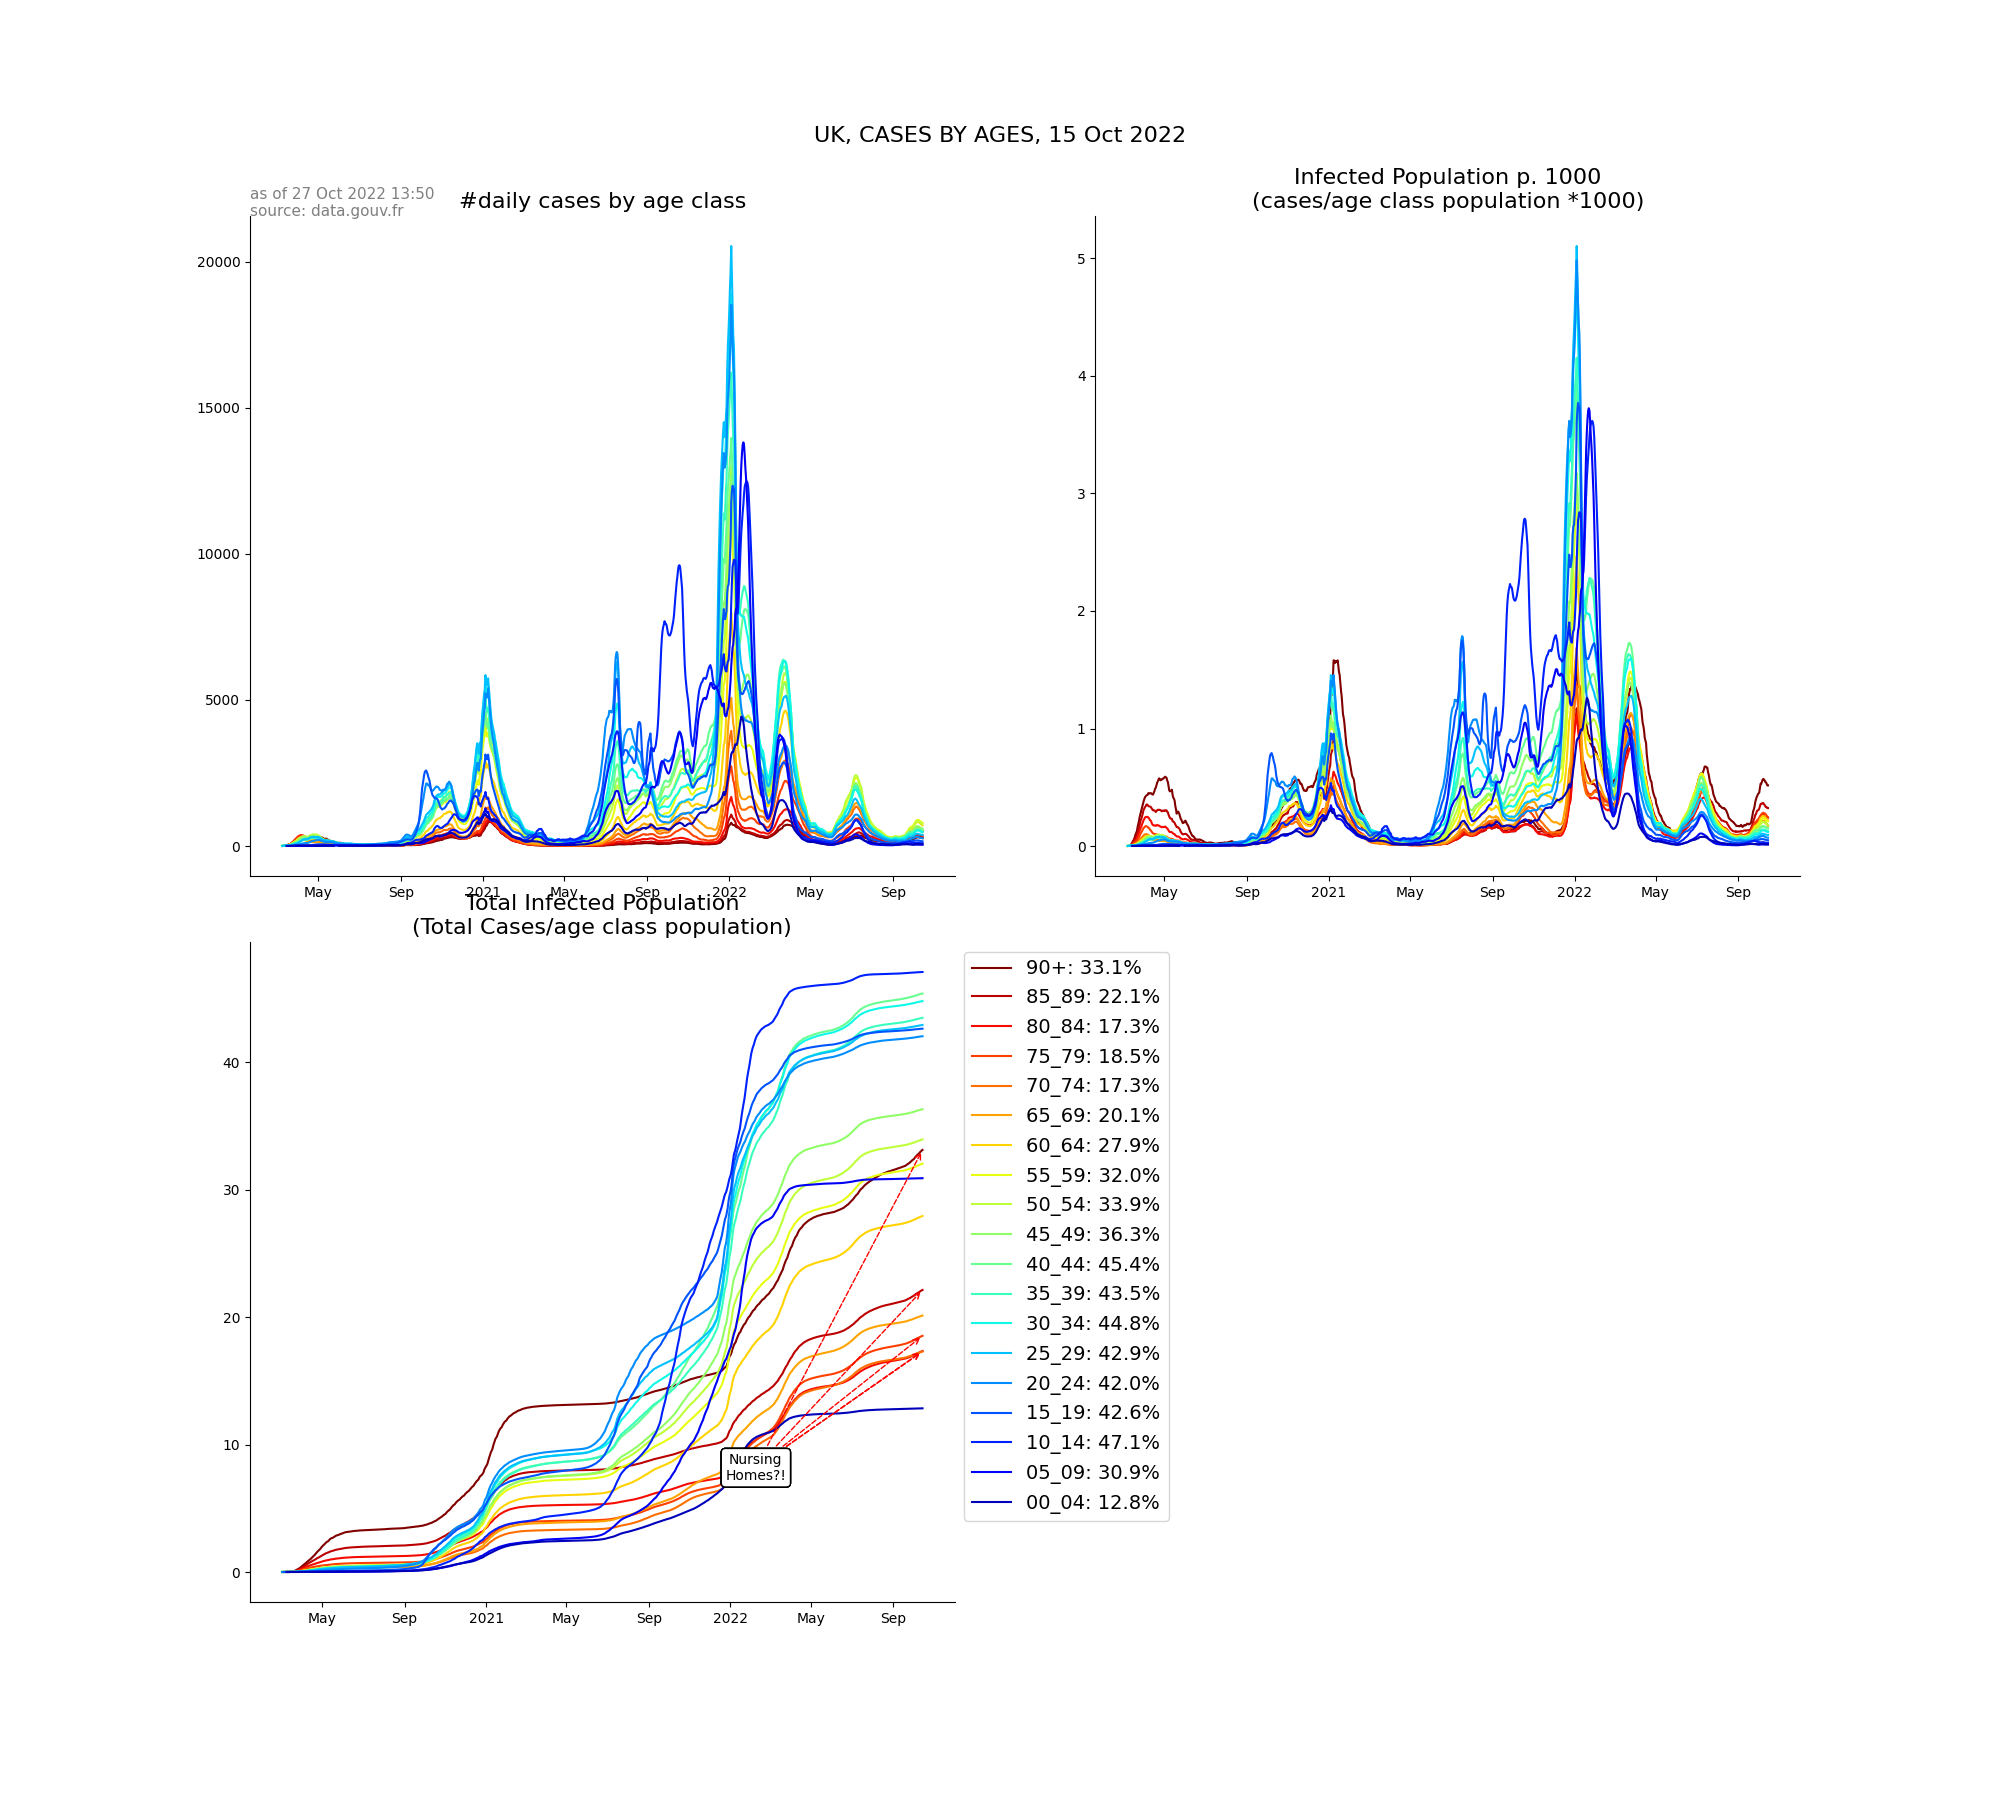 UK, CASES BY AGES, 15 Oct 2022
as of 27 Oct 2022 13:50
source: data.gouv.fr
#daily cases by age class
20000
15000
10000
5000
0
May Sep 2021 May Sep 2022 May Sep
Infected Population p. 1000
(cases/age class population *1000)
5
4
3
2
1
0
May Sep 2021 May Sep 2022 May Sep
Total Infected Population
(Total Cases/age class population)
40
30
20
10
0
Nursing
Homes?!
May Sep 2021 May Sep 2022 May Sep
90+: 33.1%
85_89: 22.1%
80_84: 17.3%
75_79: 18.5%
70_74: 17.3%
65_69: 20.1%
60_64: 27.9%
55_59: 32.0%
50_54: 33.9%
45_49: 36.3%
40_44: 45.4%
35_39: 43.5%
30_34: 44.8%
25_29: 42.9%
20_24: 42.0%
15_19: 42.6%
10_14: 47.1%
05_09: 30.9%
00_04: 12.8%